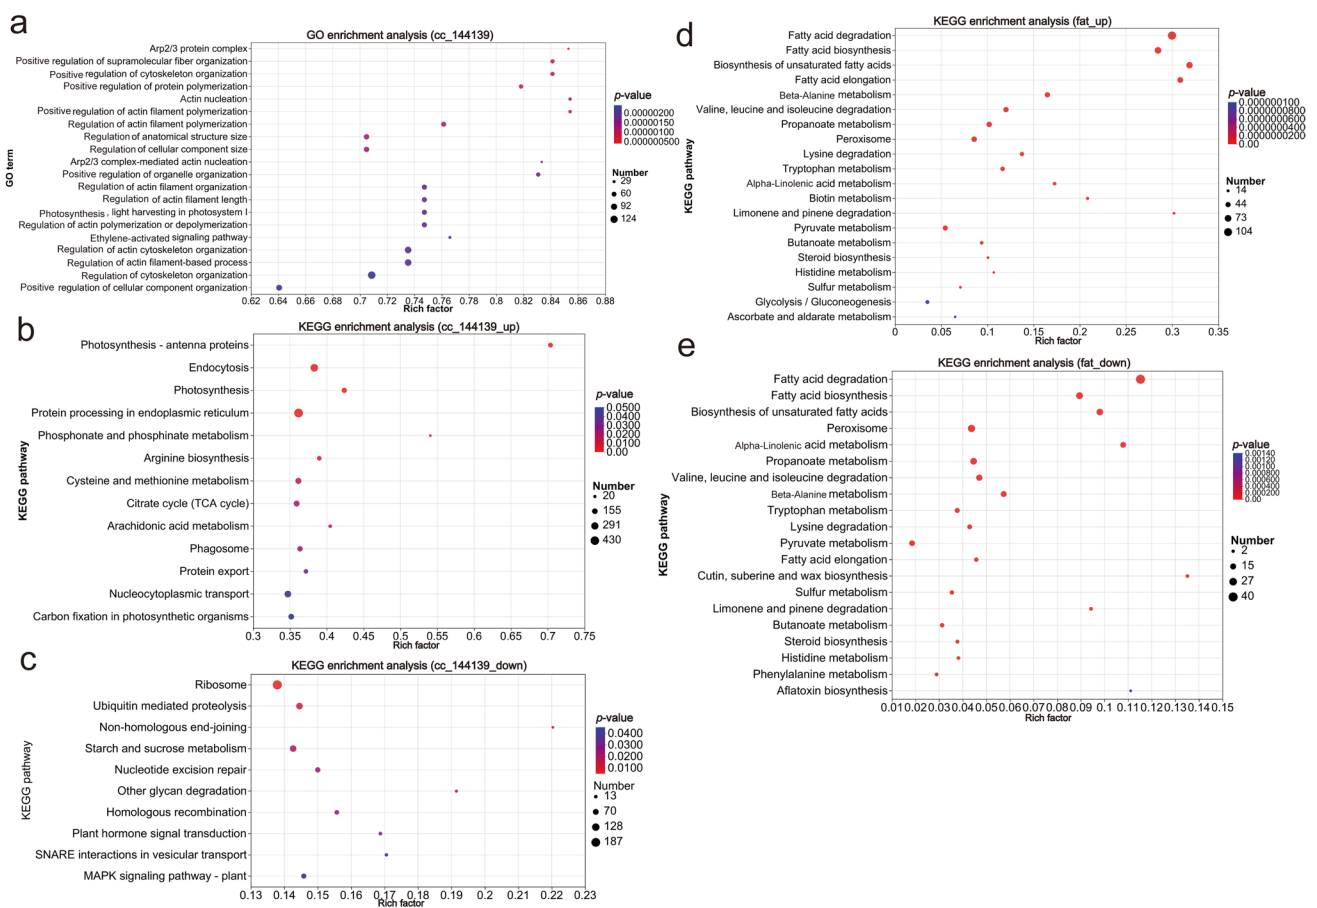 a
GO enrichment analysis (cc_144139)
Arp2/3 protein complex
Positive regulation of supramolecular fiber organization
Positive regulation of cytoskeleton organization
Positive regulation of protein polymerization
Actin nucleation
Positive regulation of actin filament polymerization
Regulation of actin filament polymerization
Regulation of anatomical structure size
Regulation of cellular component size
Arp2/3 complex-mediated actin nucleation
Positive regulation of organelle organization
Regulation of actin filament organization
Regulation of actin filament length
Photosynthesis, light harvesting in photosystem I
Regulation of actin polymerization or depolymerization
Ethylene-activated signaling pathway
Regulation of actin cytoskeleton organization
Regulation of actin filament-based process
Regulation of cytoskeleton organization
Positive regulation of cellular component organization
GO term
0.62 0.64 0.66 0.68 0.7 0.72 0.74 0.76 0.78 0.8 0.82 0.84 0.86 0.88
Rich factor
p-value
0.00000200
0.00000150
0.00000100
0.000000500
Number
29
60
92
124
b
KEGG enrichment analysis (cc_144139_up)
Photosynthesis - antenna proteins
Endocytosis
Photosynthesis
Protein processing in endoplasmic reticulum
Phosphonate and phosphinate metabolism
Arginine biosynthesis
Cysteine and methionine metabolism
Citrate cycle (TCA cycle)
Arachidonic acid metabolism
Phagosome
Protein export
Nucleocytoplasmic transport
Carbon fixation in photosynthetic organisms
KEGG pathway
0.3 0.35 0.4 0.45 0.5 0.55 0.6 0.65 0.7 0.75
Rich factor
p-value
0.0500
0.0400
0.0300
0.0200
0.0100
0.00
Number
20
155
291
430
c
KEGG enrichment analysis (cc_144139_down)
Ribosome
Ubiquitin mediated proteolysis
Non-homologous end-joining
Starch and sucrose metabolism
Nucleotide excision repair
Other glycan degradation
Homologous recombination
Plant hormone signal transduction
SNARE interactions in vesicular transport
MAPK signaling pathway - plant
KEGG pathway
0.13 0.14 0.15 0.16 0.17 0.18 0.19 0.2 0.21 0.22 0.23
Rich factor
p-value
0.0400
0.0300
0.0200
0.0100
Number
13
70
128
187
d
KEGG enrichment analysis (fat_up)
Fatty acid degradation
Fatty acid biosynthesis
Biosynthesis of unsaturated fatty acids
Fatty acid elongation
Beta-Alanine metabolism
Valine, leucine and isoleucine degradation
Propanoate metabolism
Peroxisome
Lysine degradation
Tryptophan metabolism
Alpha-Linolenic acid metabolism
Biotin metabolism
Limonene and pinene degradation
Pyruvate metabolism
Butanoate metabolism
Steroid biosynthesis
Histidine metabolism
Sulfur metabolism
Glycolysis / Gluconeogenesis
Ascorbate and aldarate metabolism
KEGG pathway
0 0.05 0.1 0.15 0.2 0.25 0.3 0.35
Rich factor
p-value
0.000000100
0.0000000800
0.0000000600
0.0000000400
0.0000000200
0.00
Number
14
44
73
104
e
KEGG enrichment analysis (fat_down)
Fatty acid degradation
Fatty acid biosynthesis
Biosynthesis of unsaturated fatty acids
Peroxisome
Alpha-Linolenic acid metabolism
Propanoate metabolism
Valine, leucine and isoleucine degradation
Beta-Alanine metabolism
Tryptophan metabolism
Lysine degradation
Pyruvate metabolism
Fatty acid elongation
Cutin, suberine and wax biosynthesis
Sulfur metabolism
Limonene and pinene degradation
Butanoate metabolism
Steroid biosynthesis
Histidine metabolism
Phenylalanine metabolism
Aflatoxin biosynthesis
KEGG pathway
0.01 0.02 0.03 0.04 0.05 0.06 0.07 0.08 0.09 0.1 0.11 0.12 0.13 0.14 0.15
Rich factor
p-value
0.00140
0.00120
0.00100
0.000800
0.000600
0.000400
0.000200
0.00
Number
2
15
27
40